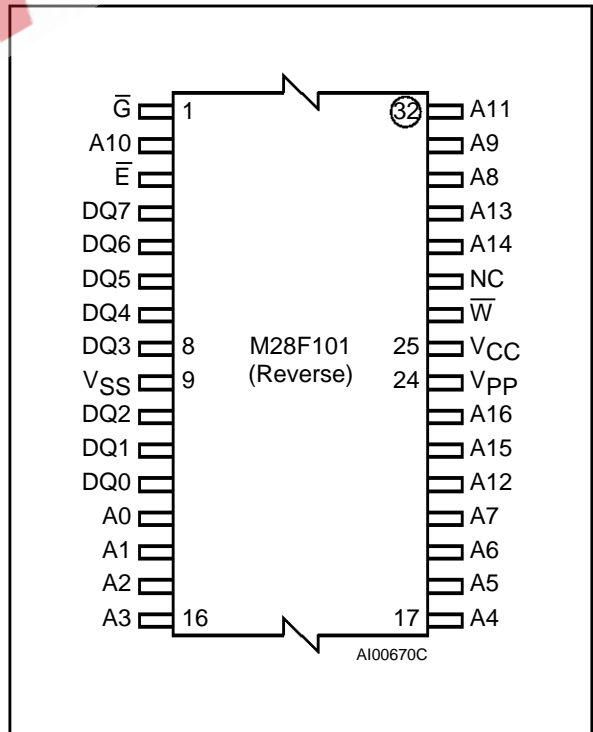 G̅ 1 32 A11
A10 A9
E̅ A8
DQ7 A13
DQ6 A14
DQ5 NC
DQ4 W̅
DQ3 8 M28F101 25 VCC
VSS 9 (Reverse) 24 VPP
DQ2 A16
DQ1 A15
DQ0 A12
A0 A7
A1 A6
A2 A5
A3 16 17 A4
AI00670C